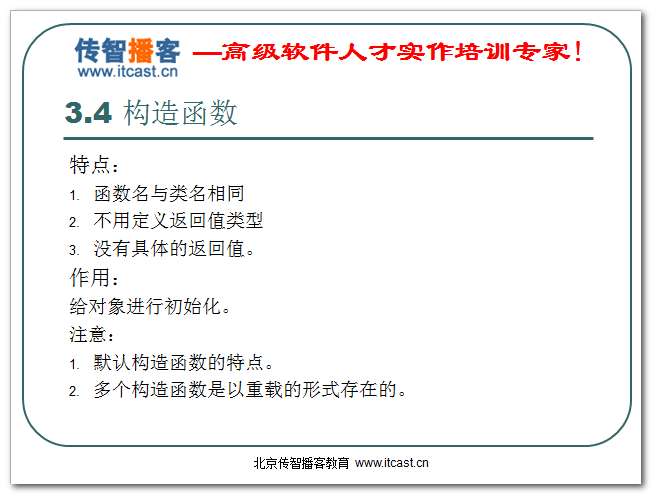 传智播客 —高级软件人才实作培训专家!
www.itcast.cn
3.4 构造函数
特点：
1. 函数名与类名相同
2. 不用定义返回值类型
3. 没有具体的返回值。
作用：
给对象进行初始化。
注意：
1. 默认构造函数的特点。
2. 多个构造函数是以重载的形式存在的。
北京传智播客教育 www.itcast.cn